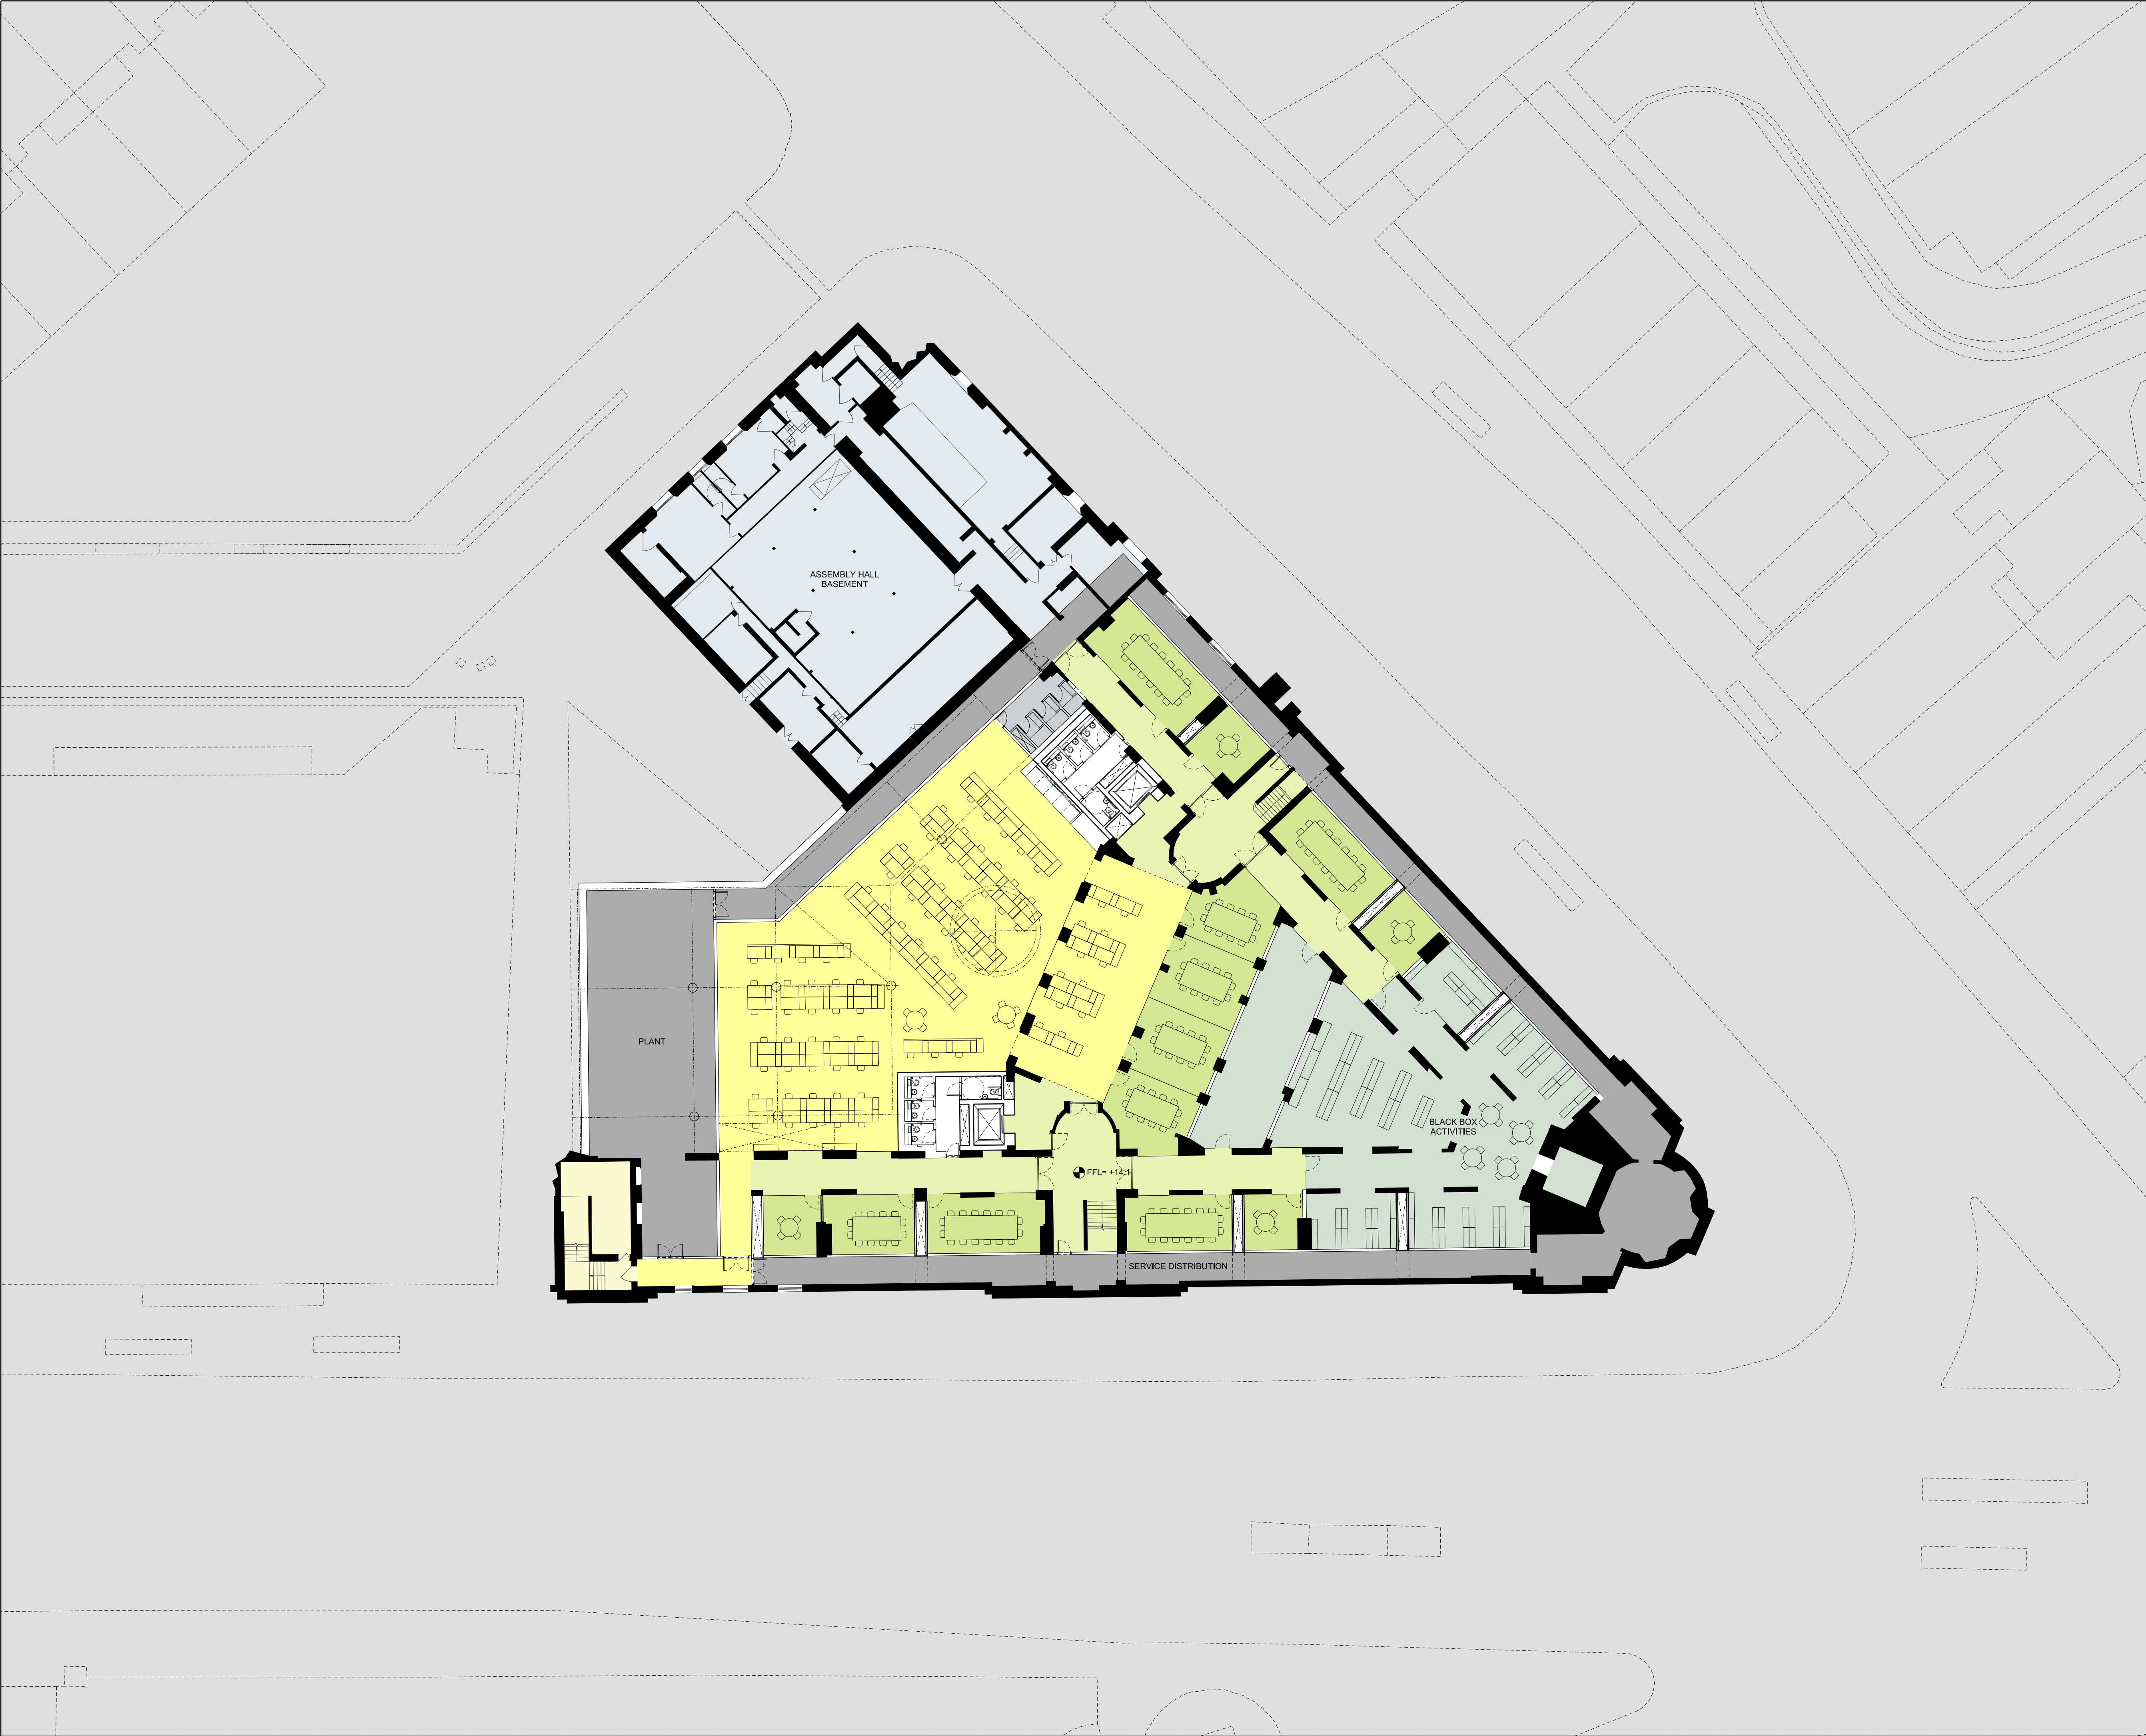 ASSEMBLY HALL
BASEMENT
PLANT
BLACK BOX
ACTIVITIES
FFL= +14.1
SERVICE DISTRIBUTION